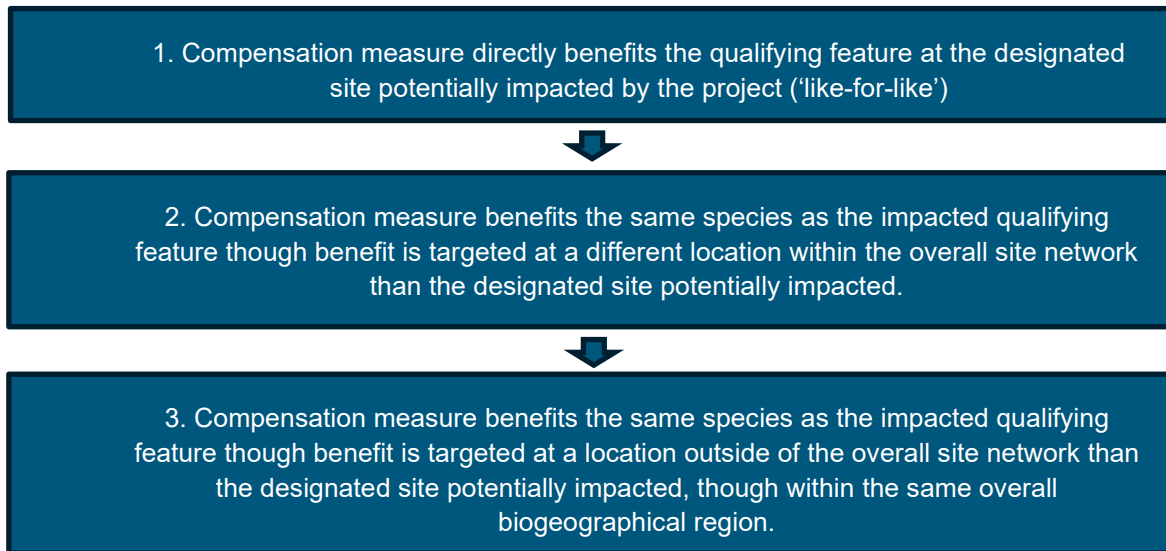 1. Compensation measure directly benefits the qualifying feature at the designated
site potentially impacted by the project (‘like-for-like’)
2. Compensation measure benefits the same species as the impacted qualifying
feature though benefit is targeted at a different location within the overall site network
than the designated site potentially impacted.
3. Compensation measure benefits the same species as the impacted qualifying
feature though benefit is targeted at a location outside of the overall site network than
the designated site potentially impacted, though within the same overall
biogeographical region.